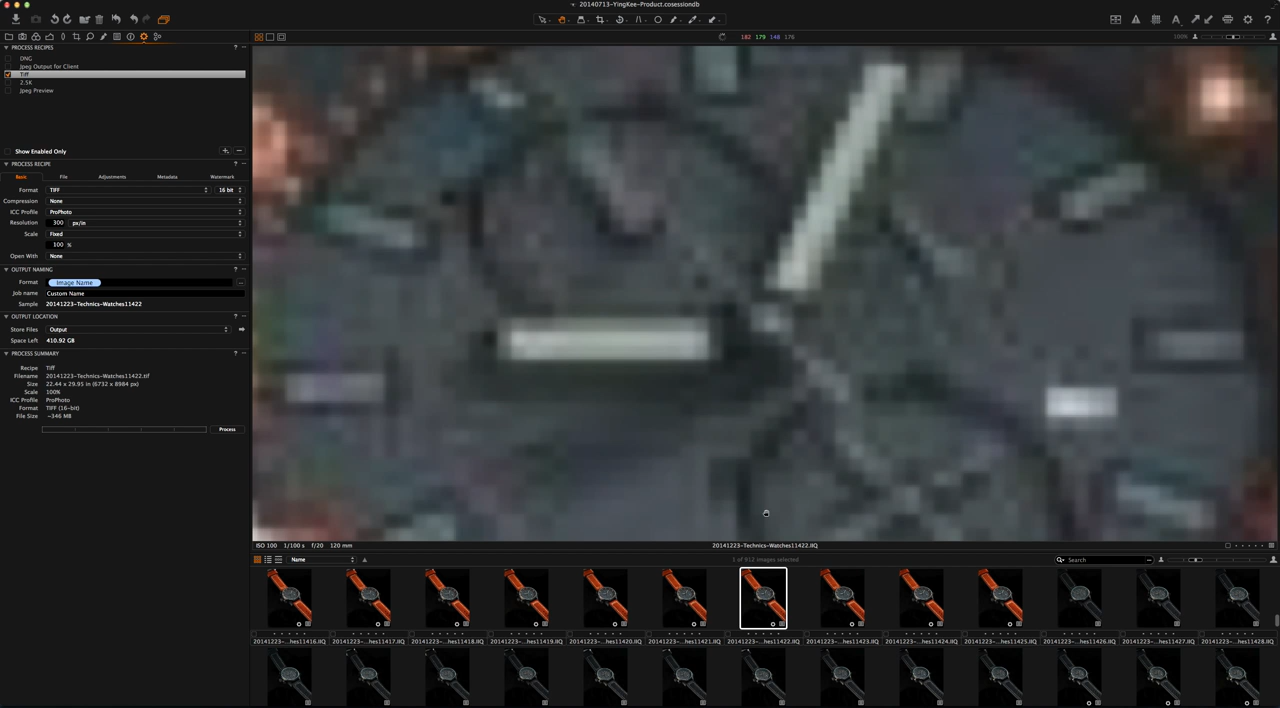 20140713-YingKee-Product.cosessiondb
100%
182 179 148 176
PROCESS RECIPES
DNG
Jpeg Output for Client
Tiff
2.5K
Jpeg Preview
Show Enabled Only
PROCESS RECIPE
Basic File Adjustments Metadata Watermark
Format TIFF 16 bit
Compression None
ICC Profile ProPhoto
Resolution 300 px/in
Scale Fixed
100 %
Open With None
OUTPUT NAMING
Format Image Name
Job name Custom Name
Sample 20141223-Technics-Watches11422
OUTPUT LOCATION
Store Files Output
Space Left 410.92 GB
PROCESS SUMMARY
Recipe Tiff
Filename 20141223-Technics-Watches11422.tif
Size 22.44 x 29.95 in (6732 x 8984 px)
Scale 100%
ICC Profile ProPhoto
Format TIFF (16-bit)
File Size ~346 MB
Process
ISO 100 1/100 s f/20 120 mm 20141223-Technics-Watches11422.IIQ
Name 1 of 912 images selected Search
20141223-...hes11416.IIQ 20141223-...hes11417.IIQ 20141223-...hes11418.IIQ 20141223-...hes11419.IIQ 20141223-...hes11420.IIQ 20141223-...hes11421.IIQ 20141223-...hes11422.IIQ 20141223-...hes11423.IIQ 20141223-...hes11424.IIQ 20141223-...hes11425.IIQ 20141223-...hes11426.IIQ 20141223-...hes11427.IIQ 20141223-...hes11428.IIQ